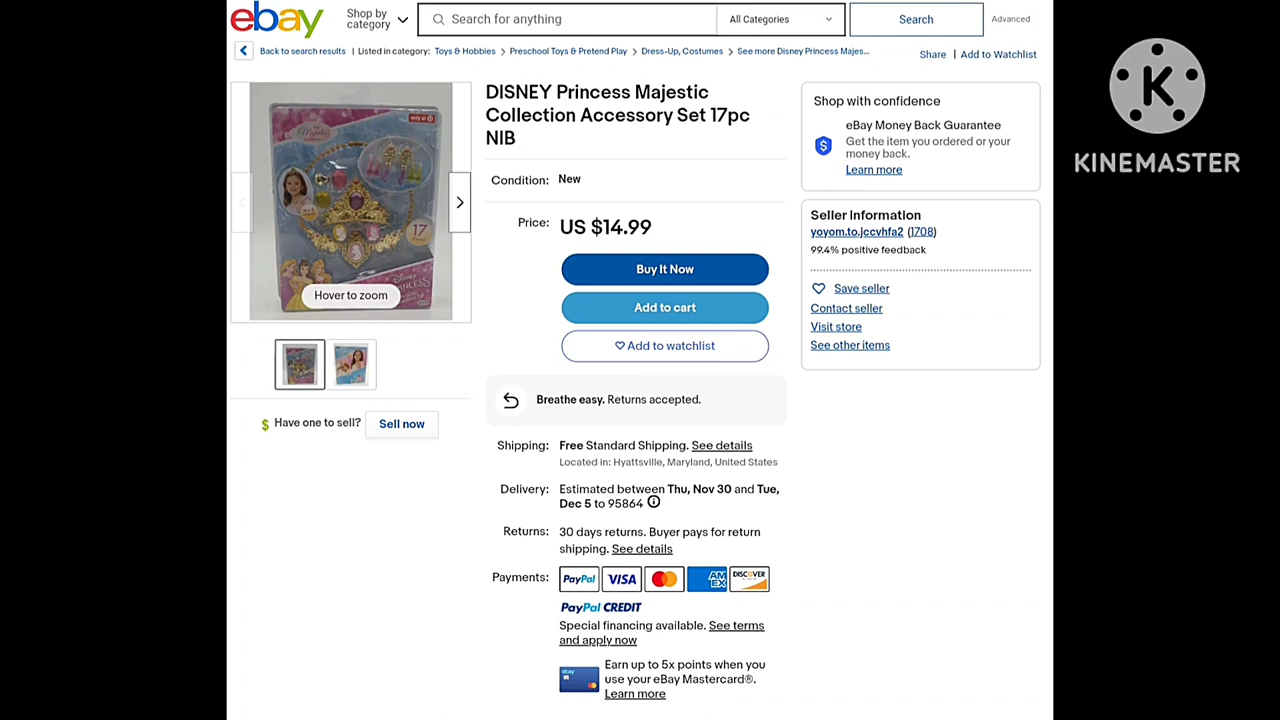 ebay
Shop by category
Search for anything
All Categories
Search
Advanced
Back to search results | Listed in category: Toys & Hobbies > Preschool Toys & Pretend Play > Dress-Up, Costumes > See more Disney Princess Majes...
Share | Add to Watchlist
only at
17
PRINCESS
Hover to zoom
$ Have one to sell? Sell now
DISNEY Princess Majestic
Collection Accessory Set 17pc
NIB
Condition: New
Price: US $14.99
Buy It Now
Add to cart
Add to watchlist
Breathe easy. Returns accepted.
Shipping: Free Standard Shipping. See details
Located in: Hyattsville, Maryland, United States
Delivery: Estimated between Thu, Nov 30 and Tue,
Dec 5 to 95864
Returns: 30 days returns. Buyer pays for return
shipping. See details
Payments: PayPal VISA AM EX DISCOVER
PayPal CREDIT
Special financing available. See terms
and apply now
Earn up to 5x points when you
use your eBay Mastercard®.
Learn more
Shop with confidence
eBay Money Back Guarantee
Get the item you ordered or your
money back.
Learn more
Seller information
yoyom.to.jccvhfa2 (1708)
99.4% positive feedback
Save seller
Contact seller
Visit store
See other items
K
KINEMASTER